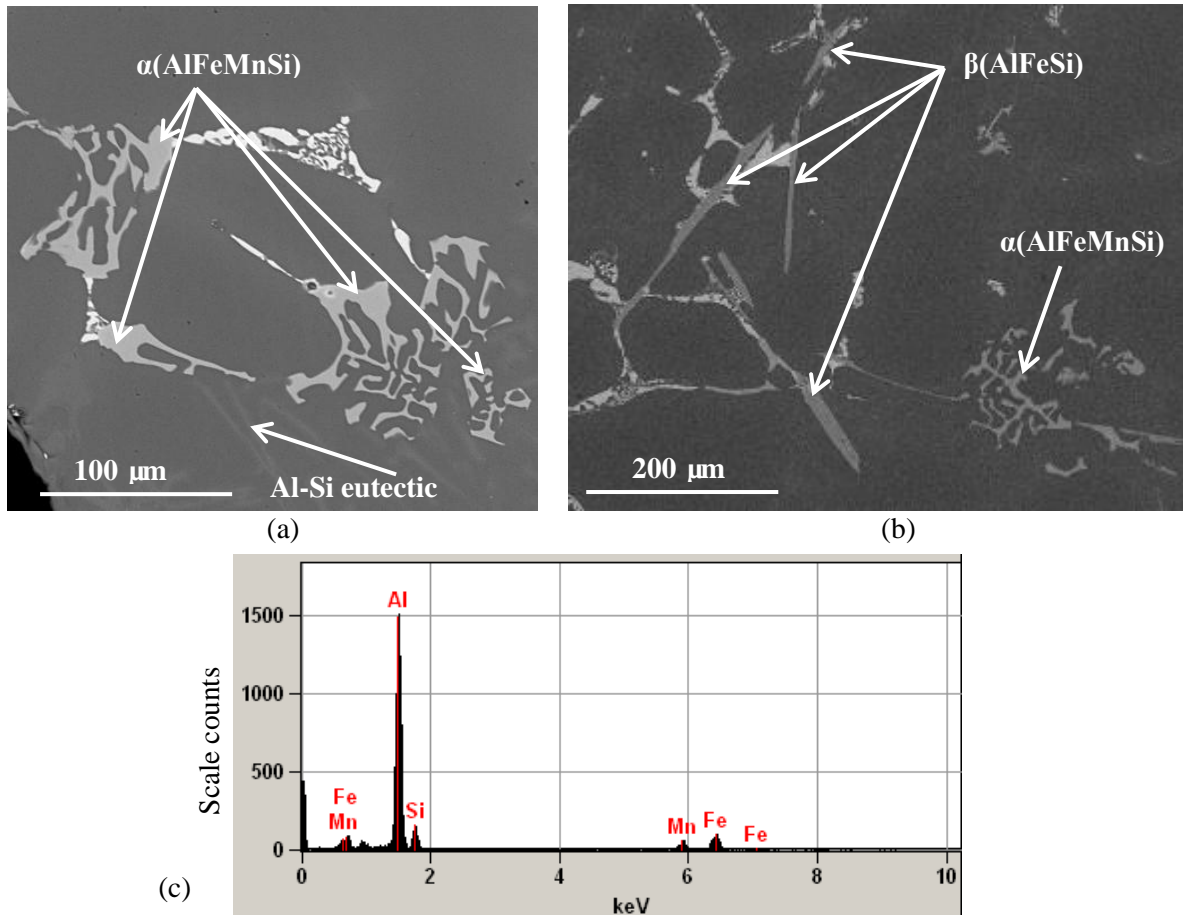 α(AlFeMnSi)
100 μm
Al-Si eutectic
(a)
β(AlFeSi)
α(AlFeMnSi)
200 μm
(b)
Scale counts
1500
1000
500
0
Al
Fe
Mn
Si
Mn
Fe
Fe
0 2 4 6 8 10
keV
(c)